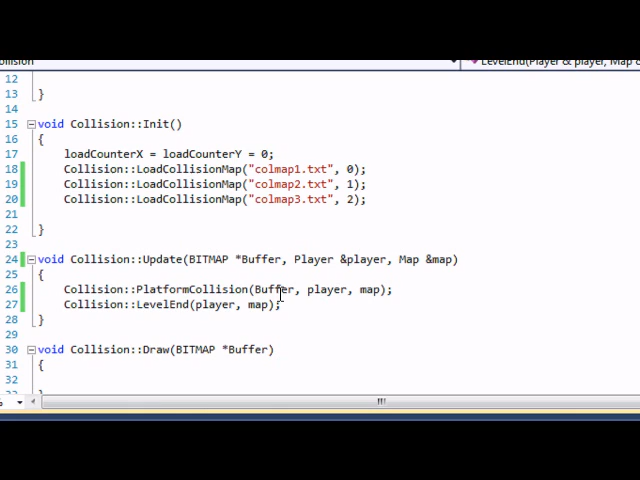 ollision LevelEnd(Player & player, Map &
12
13 }
14
15 void Collision::Init()
16 {
17 loadCounterX = loadCounterY = 0;
18 Collision::LoadCollisionMap("colmap1.txt", 0);
19 Collision::LoadCollisionMap("colmap2.txt", 1);
20 Collision::LoadCollisionMap("colmap3.txt", 2);
21
22 }
23
24 void Collision::Update(BITMAP *Buffer, Player &player, Map &map)
25 {
26 Collision::PlatformCollision(Buffer, player, map);
27 Collision::LevelEnd(player, map);
28 }
29
30 void Collision::Draw(BITMAP *Buffer)
31 {
32
33 }
%